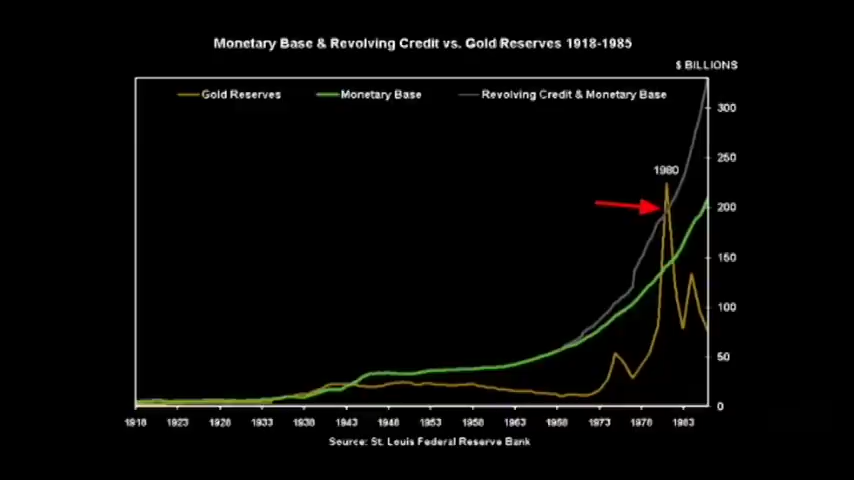 Monetary Base & Revolving Credit vs. Gold Reserves 1918-1985
$ BILLIONS
Gold Reserves Monetary Base Revolving Credit & Monetary Base
300
250
1980
200
150
100
50
0
1918 1923 1928 1933 1938 1943 1948 1953 1958 1963 1968 1973 1978 1983
Source: St. Louis Federal Reserve Bank